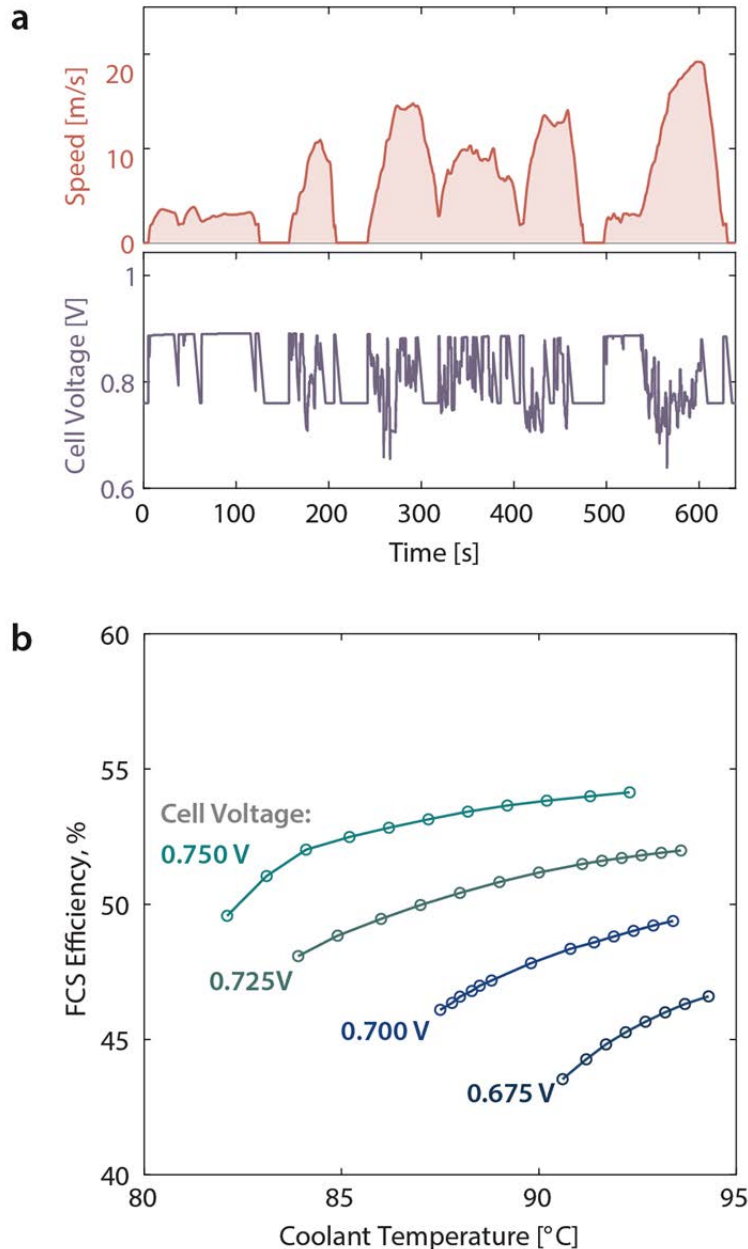 a
Speed [m/s]
20
10
0
Cell Voltage [V]
1
0.8
0.6
0 100 200 300 400 500 600
Time [s]
b
FCS Efficiency, %
60
55
50
45
40
Cell Voltage:
0.750 V
0.725V
0.700 V
0.675 V
80 85 90 95
Coolant Temperature [°C]